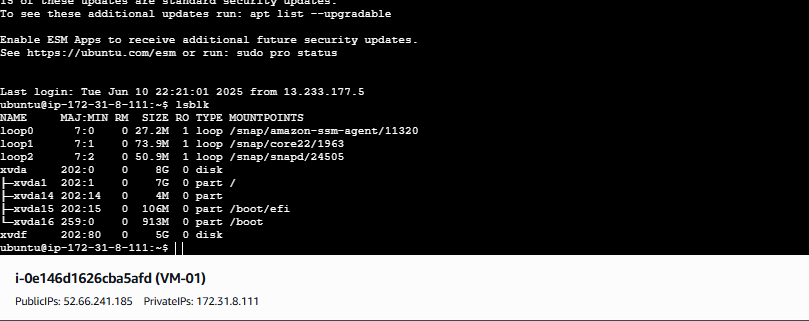 15 of these updates are standard security updates.
To see these additional updates run: apt list --upgradable
Enable ESM Apps to receive additional future security updates.
See https://ubuntu.com/esm or run: sudo pro status
Last login: Tue Jun 10 22:21:01 2025 from 13.233.177.5
ubuntu@ip-172-31-8-111:~$ lsblk
NAME     MAJ:MIN RM  SIZE RO TYPE MOUNTPOINTS
loop0      7:0    0 27.2M  1 loop /snap/amazon-ssm-agent/11320
loop1      7:1    0 73.9M  1 loop /snap/core22/1963
loop2      7:2    0 50.9M  1 loop /snap/snapd/24505
xvda     202:0    0    8G  0 disk
├─xvda1  202:1    0    7G  0 part /
├─xvda14 202:14   0    4M  0 part
├─xvda15 202:15   0  106M  0 part /boot/efi
└─xvda16 259:0    0  913M  0 part /boot
xvdf     202:80   0    5G  0 disk
ubuntu@ip-172-31-8-111:~$
i-0e146d1626cba5afd (VM-01)
PublicIPs: 52.66.241.185 PrivateIPs: 172.31.8.111